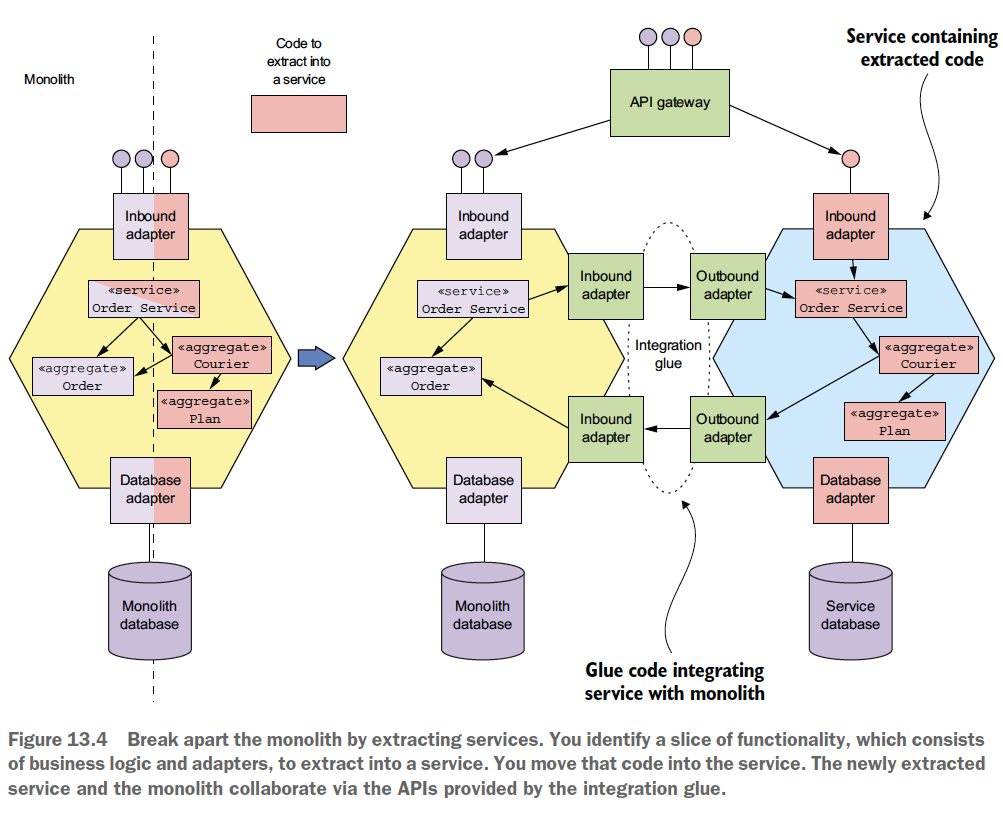 Monolith
Code to
extract into
a service
Inbound
adapter
«service»
Order Service
«aggregate»
Order
«aggregate»
Courier
«aggregate»
Plan
Database
adapter
Monolith
database
API gateway
Service containing
extracted code
Inbound
adapter
«service»
Order Service
«aggregate»
Order
Inbound
adapter
Outbound
adapter
Integration
glue
Inbound
adapter
Outbound
adapter
Database
adapter
Monolith
database
Inbound
adapter
«service»
Order Service
«aggregate»
Courier
«aggregate»
Plan
Database
adapter
Service
database
Glue code integrating
service with monolith
Figure 13.4 Break apart the monolith by extracting services. You identify a slice of functionality, which consists
of business logic and adapters, to extract into a service. You move that code into the service. The newly extracted
service and the monolith collaborate via the APIs provided by the integration glue.